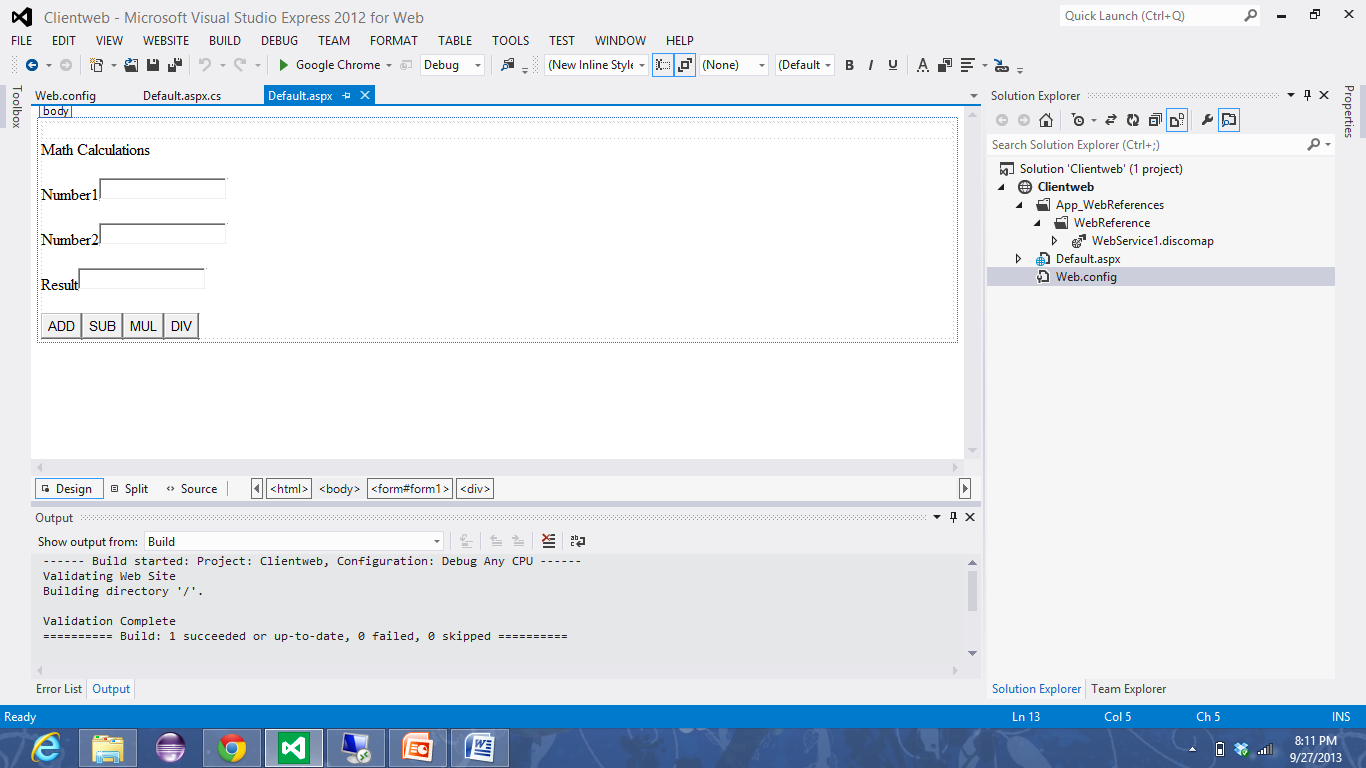 Clientweb - Microsoft Visual Studio Express 2012 for Web
Quick Launch (Ctrl+Q)
FILE EDIT VIEW WEBSITE BUILD DEBUG TEAM FORMAT TABLE TOOLS TEST WINDOW HELP
Google Chrome Debug (New Inline Style (None) (Default B I U A
Toolbox
Web.config Default.aspx.cs Default.aspx
body
Math Calculations
Number1
Number2
Result
ADD SUB MUL DIV
Design Split Source <html> <body> <form#form1> <div>
Output
Show output from: Build
------ Build started: Project: Clientweb, Configuration: Debug Any CPU ------
Validating Web Site
Building directory '/'.
Validation Complete
========== Build: 1 succeeded or up-to-date, 0 failed, 0 skipped ==========
Error List Output
Solution Explorer
Search Solution Explorer (Ctrl+;)
Solution 'Clientweb' (1 project)
Clientweb
App_WebReferences
WebReference
WebService1.discomap
Default.aspx
Web.config
Solution Explorer Team Explorer
Properties
Ready Ln 13 Col 5 Ch 5 INS
8:11 PM
9/27/2013